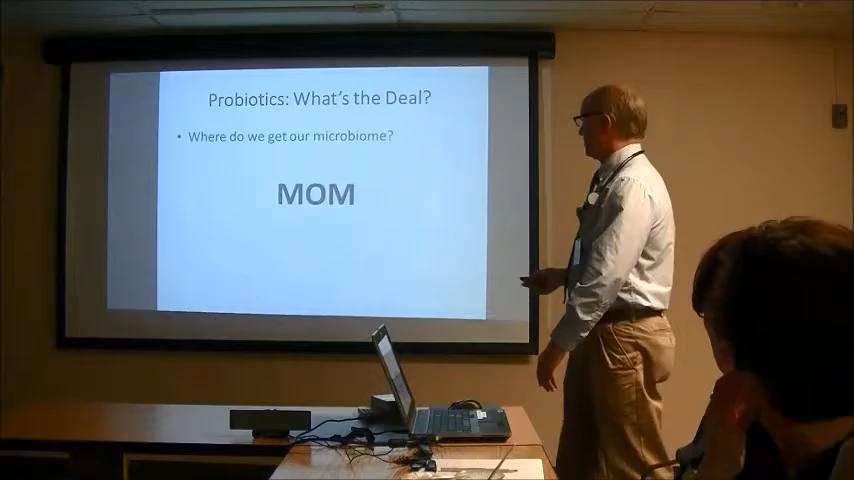 Probiotics: What's the Deal?
• Where do we get our microbiome?
MOM